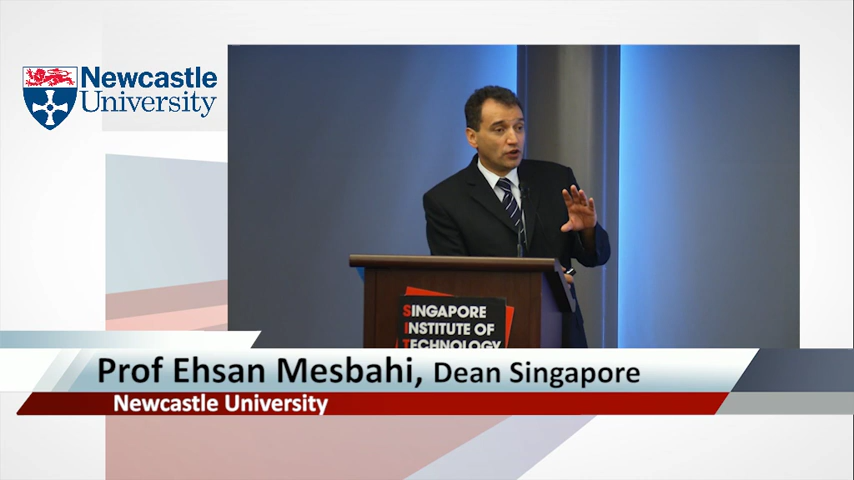 Newcastle
University
SINGAPORE
INSTITUTE OF
TECHNOLOGY
Prof Ehsan Mesbahi, Dean Singapore
Newcastle University